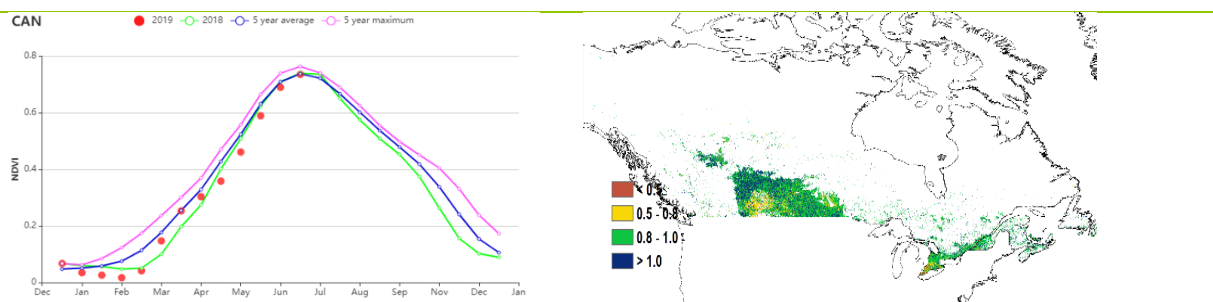 CAN
2019 2018 5 year average 5 year maximum
0.8
0.6
0.4
0.2
0
NDVI
Dec Jan Feb Mar Apr May Jun Jul Aug Sep Oct Nov Dec Jan
< 0.5
0.5 - 0.8
0.8 - 1.0
> 1.0